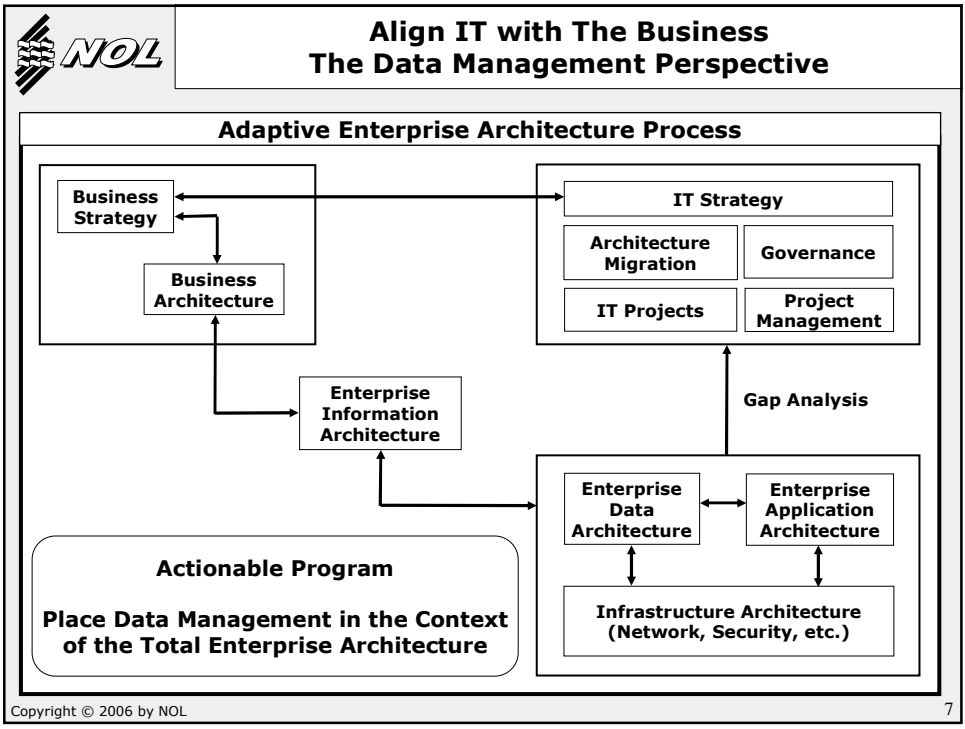 NOL
Align IT with The Business
The Data Management Perspective
Adaptive Enterprise Architecture Process
Business
Strategy
Business
Architecture
IT Strategy
Architecture
Migration
Governance
IT Projects
Project
Management
Enterprise
Information
Architecture
Gap Analysis
Enterprise
Data
Architecture
Enterprise
Application
Architecture
Infrastructure Architecture
(Network, Security, etc.)
Actionable Program
Place Data Management in the Context
of the Total Enterprise Architecture
Copyright © 2006 by NOL
7